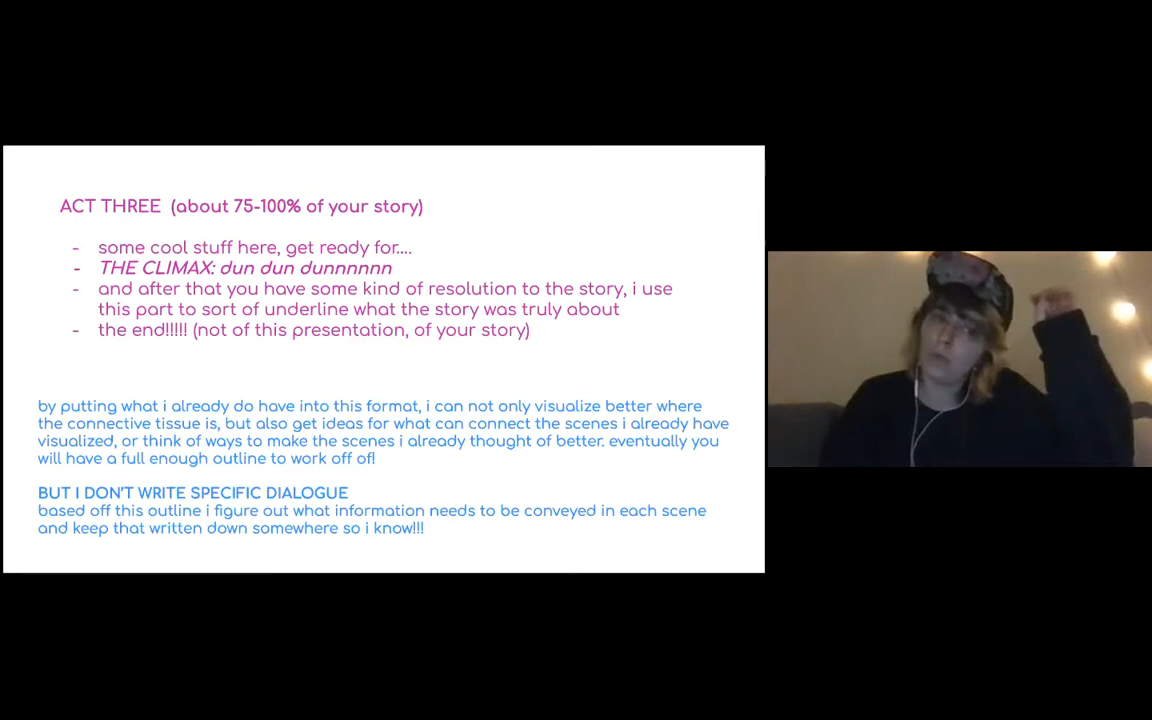 ACT THREE (about 75-100% of your story)
- some cool stuff here, get ready for....
- THE CLIMAX: dun dun dunnnnnn
- and after that you have some kind of resolution to the story, i use
this part to sort of underline what the story was truly about
- the end!!!!! (not of this presentation, of your story)
by putting what i already do have into this format, i can not only visualize better where
the connective tissue is, but also get ideas for what can connect the scenes i already have
visualized, or think of ways to make the scenes i already thought of better. eventually you
will have a full enough outline to work off of!
BUT I DON'T WRITE SPECIFIC DIALOGUE
based off this outline i figure out what information needs to be conveyed in each scene
and keep that written down somewhere so i know!!!